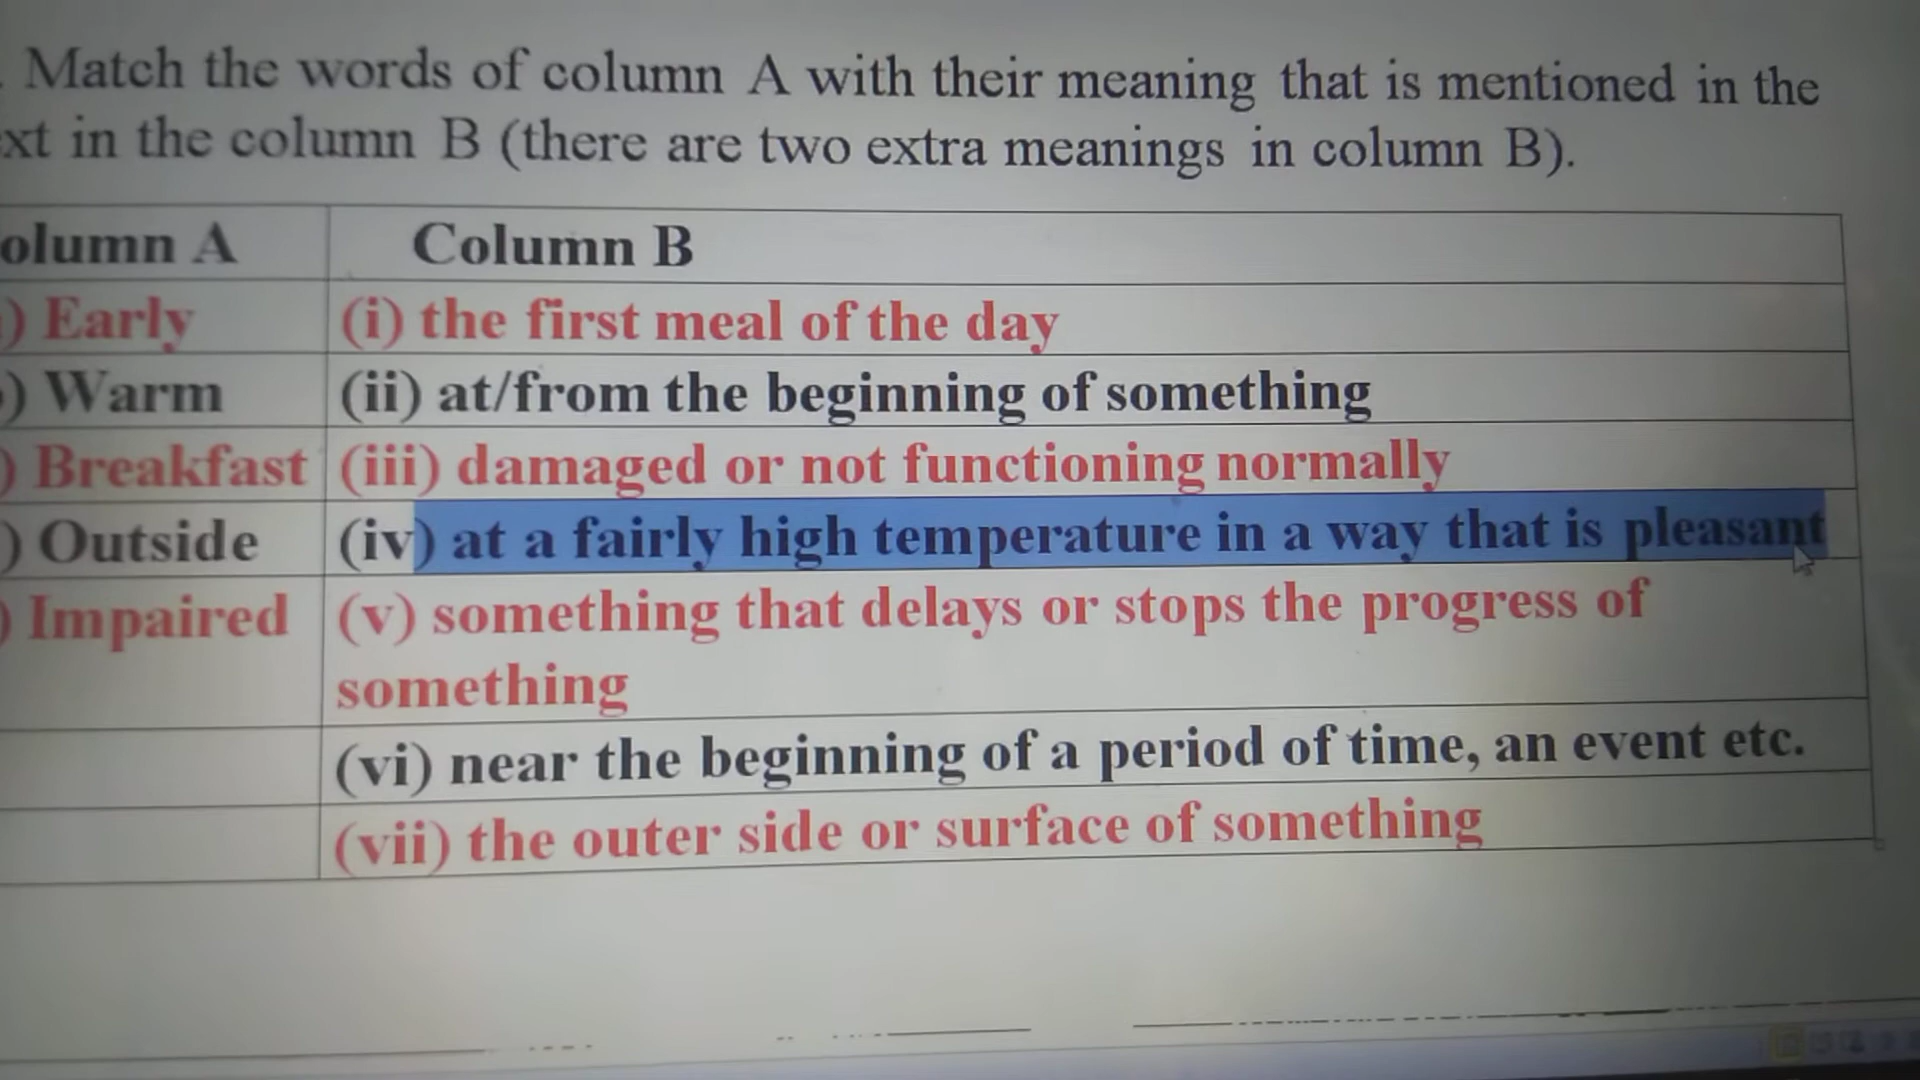 Match the words of column A with their meaning that is mentioned in the
xt in the column B (there are two extra meanings in column B).
olumn A Column B
) Early (i) the first meal of the day
) Warm (ii) at/from the beginning of something
) Breakfast (iii) damaged or not functioning normally
) Outside (iv) at a fairly high temperature in a way that is pleasant
) Impaired (v) something that delays or stops the progress of
something
(vi) near the beginning of a period of time, an event etc.
(vii) the outer side or surface of something